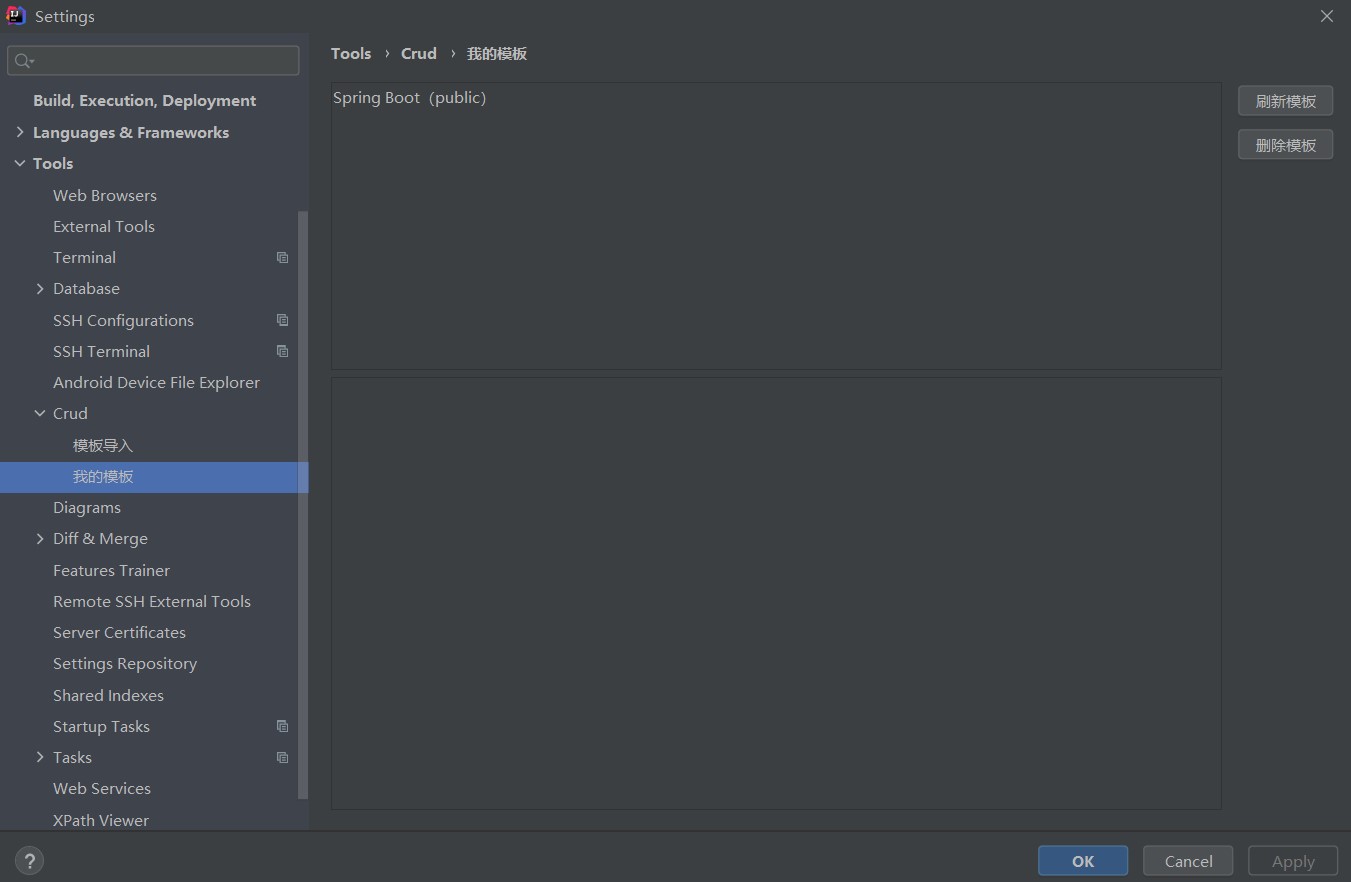 Settings
Build, Execution, Deployment
Languages & Frameworks
Tools
Web Browsers
External Tools
Terminal
Database
SSH Configurations
SSH Terminal
Android Device File Explorer
Crud
模板导入
我的模板
Diagrams
Diff & Merge
Features Trainer
Remote SSH External Tools
Server Certificates
Settings Repository
Shared Indexes
Startup Tasks
Tasks
Web Services
XPath Viewer
Tools › Crud › 我的模板
Spring Boot（public）
刷新模板
删除模板
?
OK
Cancel
Apply